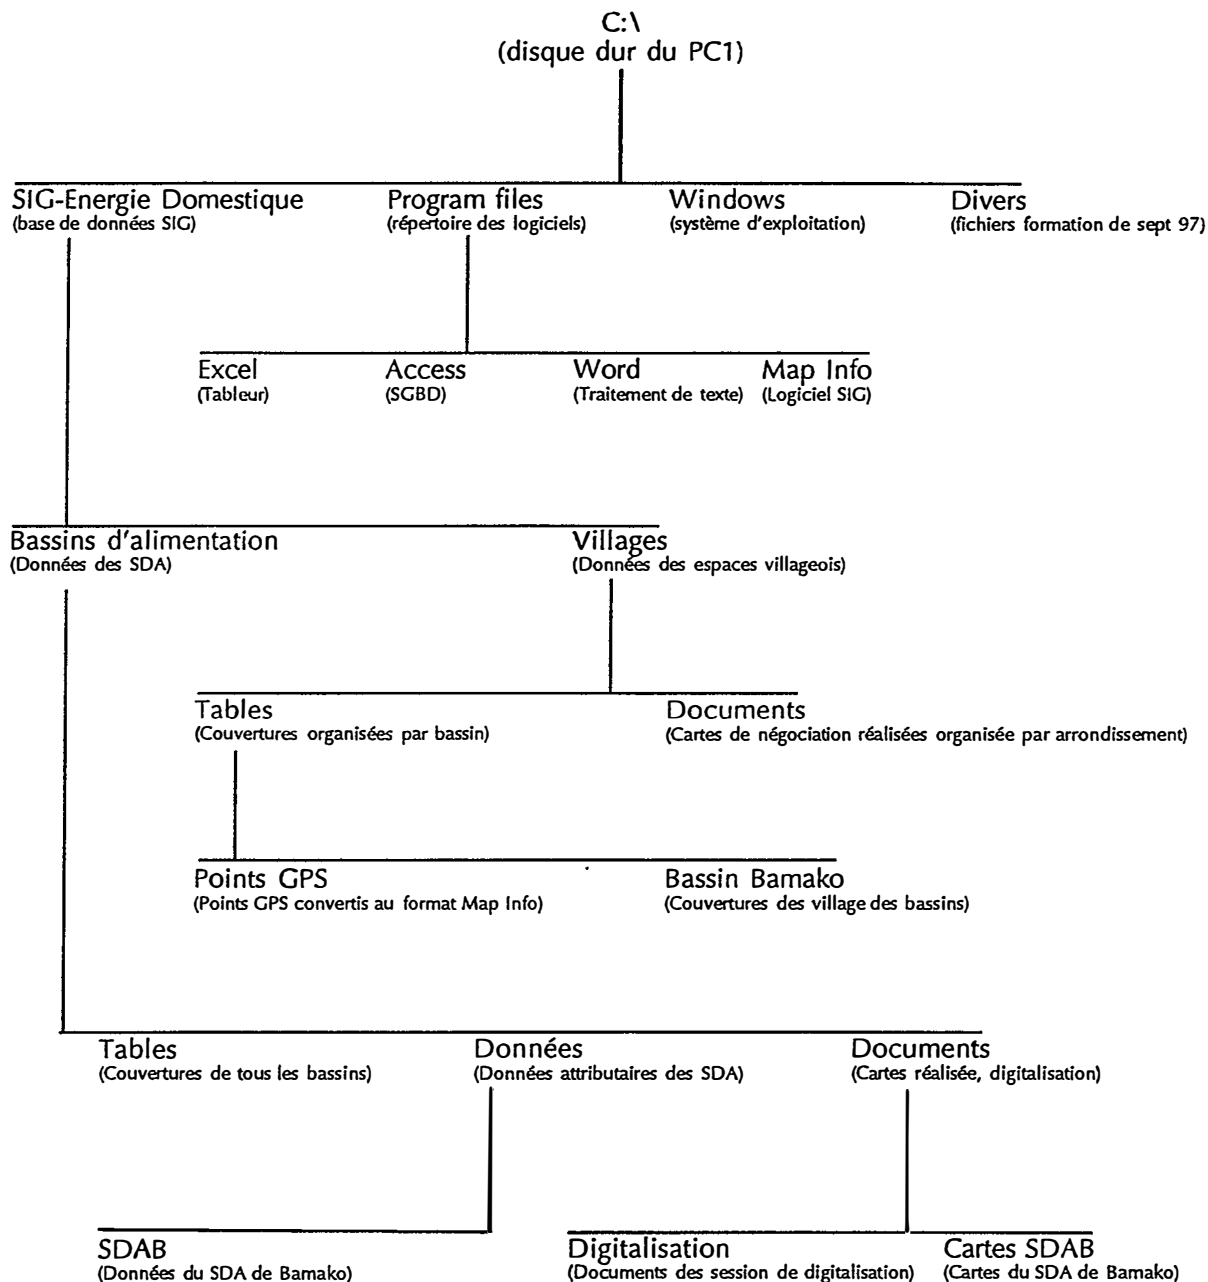 C:\
(disque dur du PC1)
SIG-Energie Domestique
(base de données SIG)
Program files
(répertoire des logiciels)
Windows
(système d'exploitation)
Divers
(fichiers formation de sept 97)
Excel
(Tableur)
Access
(SGBD)
Word
(Traitement de texte)
Map Info
(Logiciel SIG)
Bassins d'alimentation
(Données des SDA)
Villages
(Données des espaces villageois)
Tables
(Couvertures organisées par bassin)
Documents
(Cartes de négociation réalisées organisée par arrondissement)
Points GPS
(Points GPS convertis au format Map Info)
Bassin Bamako
(Couvertures des village des bassins)
Tables
(Couvertures de tous les bassins)
Données
(Données attributaires des SDA)
Documents
(Cartes réalisée, digitalisation)
SDAB
(Données du SDA de Bamako)
Digitalisation
(Documents des session de digitalisation)
Cartes SDAB
(Cartes du SDA de Bamako)